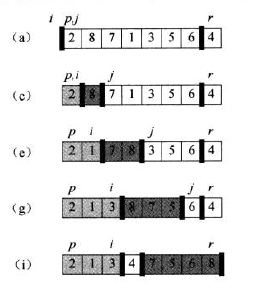 i p,j r
(a) 2 8 7 1 3 5 6 4
p,i j r
(c) 2 8 7 1 3 5 6 4
p i j r
(e) 2 1 7 8 3 5 6 4
p i j r
(g) 2 1 3 8 7 5 6 4
p i r
(i) 2 1 3 4 7 5 6 8